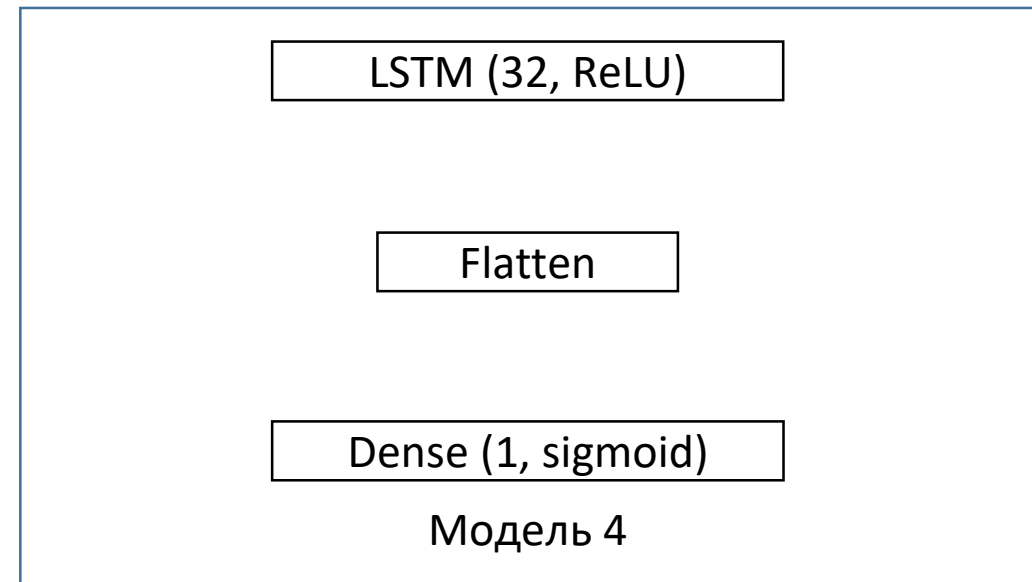 LSTM (32, ReLU)
Flatten
Dense (1, sigmoid)
Модель 4